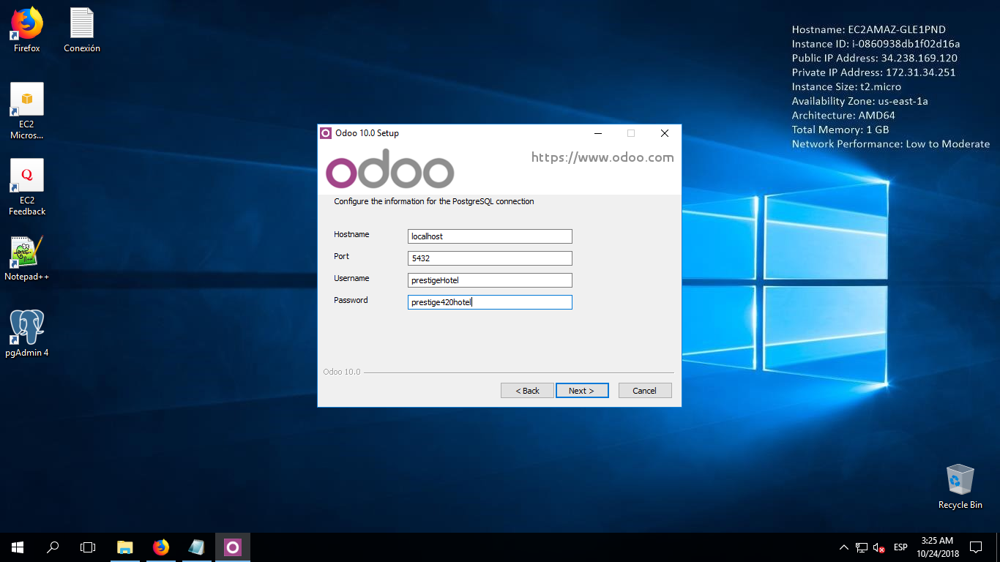 Firefox
Conexión
EC2
Micros...
EC2
Feedback
Notepad++
pgAdmin 4
Hostname: EC2AMAZ-GLE1PND
Instance ID: i-0860938db1f02d16a
Public IP Address: 34.238.169.120
Private IP Address: 172.31.34.251
Instance Size: t2.micro
Availability Zone: us-east-1a
Architecture: AMD64
Total Memory: 1 GB
Network Performance: Low to Moderate
Odoo 10.0 Setup
odoo
https://www.odoo.com
Configure the information for the PostgreSQL connection
Hostname localhost
Port 5432
Username prestigeHotel
Password prestige420hotel
Odoo 10.0
< Back Next > Cancel
Recycle Bin
ESP
3:25 AM
10/24/2018